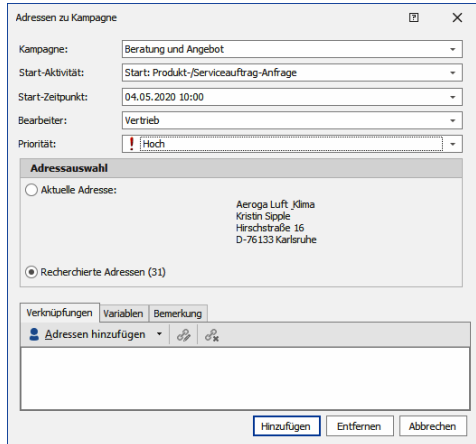 Adressen zu Kampagne
Kampagne: Beratung und Angebot
Start-Aktivität: Start: Produkt-/Serviceauftrag-Anfrage
Start-Zeitpunkt: 04.05.2020 10:00
Bearbeiter: Vertrieb
Priorität: Hoch
Adressauswahl
Aktuelle Adresse:
Aeroga Luft_Klima
Kristin Sipple
Hirschstraße 16
D-76133 Karlsruhe
Recherchierte Adressen (31)
Verknüpfungen Variablen Bemerkung
Adressen hinzufügen
Hinzufügen Entfernen Abbrechen